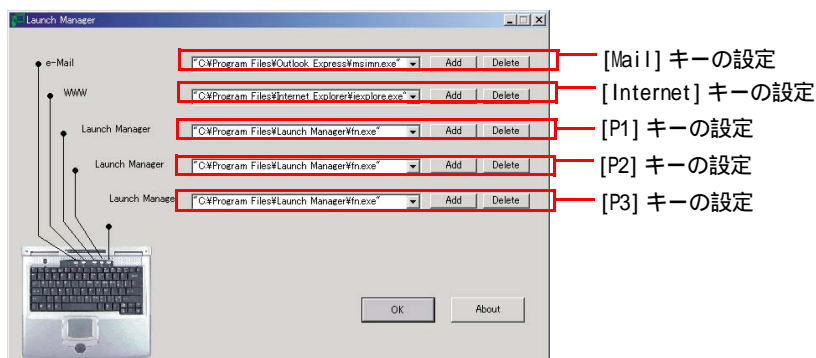 Launch Manager
e-Mail "C:¥Program Files¥Outlook Express¥msimn.exe" Add Delete [Mail] キーの設定
WWW "C:¥Program Files¥Internet Explorer¥iexplore.exe" Add Delete [Internet] キーの設定
Launch Manager "C:¥Program Files¥Launch Manager¥fn.exe" Add Delete [P1] キーの設定
Launch Manager "C:¥Program Files¥Launch Manager¥fn.exe" Add Delete [P2] キーの設定
Launch Manage "C:¥Program Files¥Launch Manager¥fn.exe" Add Delete [P3] キーの設定
OK About